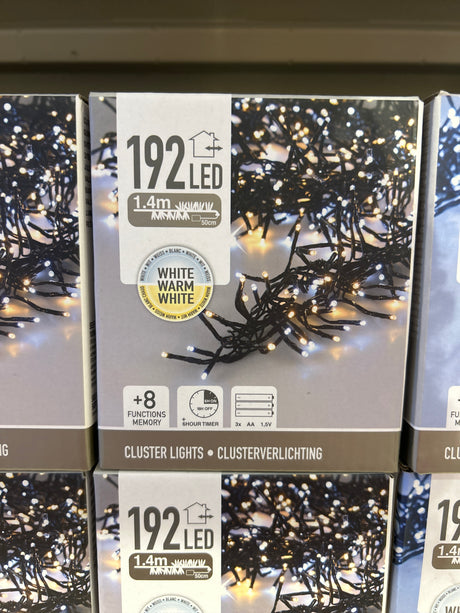 192 LED
1.4m
50cm
WHITE
WARM
WHITE
+8
FUNCTIONS
MEMORY
6H ON
18H OFF
6HOUR TIMER
3x AA 1,5V
CLUSTER LIGHTS • CLUSTERVERLICHTING
192 LED
1.4m
50cm